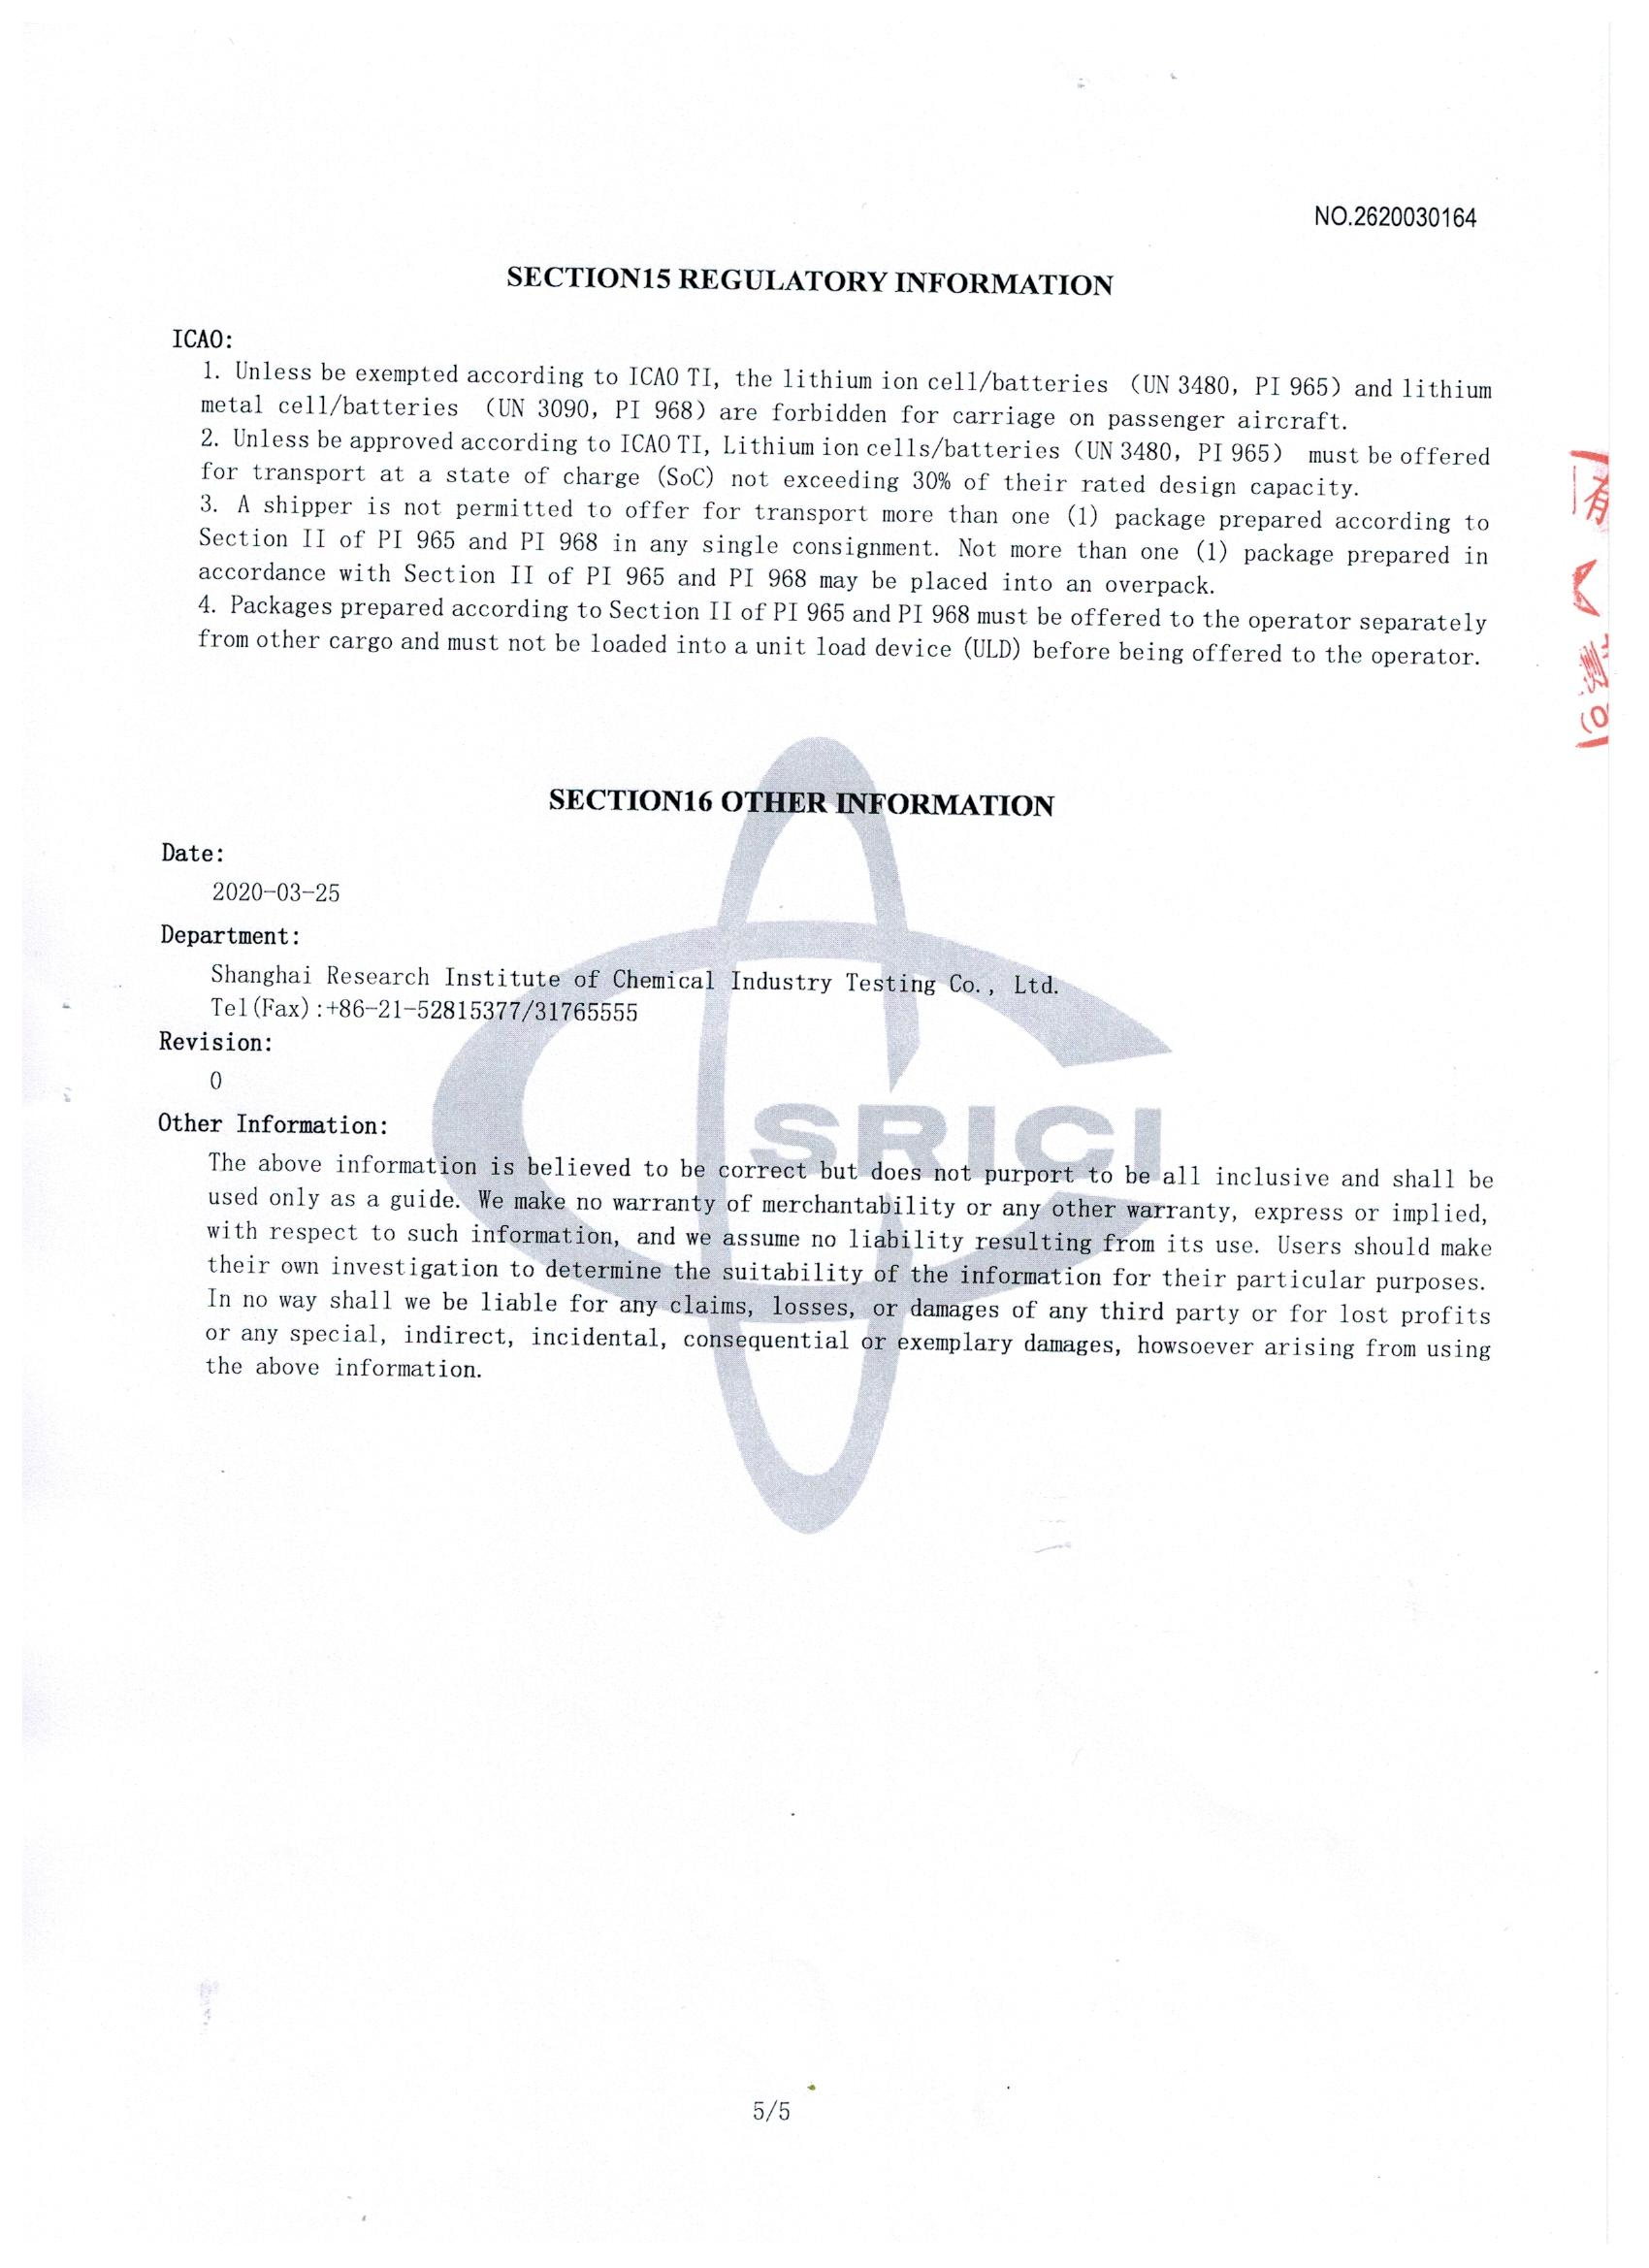 NO.2620030164
SECTION15 REGULATORY INFORMATION
ICAO:
1. Unless be exempted according to ICAO TI, the lithium ion cell/batteries (UN 3480, PI 965) and lithium
metal cell/batteries (UN 3090, PI 968) are forbidden for carriage on passenger aircraft.
2. Unless be approved according to ICAO TI, Lithium ion cells/batteries (UN 3480, PI 965) must be offered
for transport at a state of charge (SoC) not exceeding 30% of their rated design capacity.
3. A shipper is not permitted to offer for transport more than one (1) package prepared according to
Section II of PI 965 and PI 968 in any single consignment. Not more than one (1) package prepared in
accordance with Section II of PI 965 and PI 968 may be placed into an overpack.
4. Packages prepared according to Section II of PI 965 and PI 968 must be offered to the operator separately
from other cargo and must not be loaded into a unit load device (ULD) before being offered to the operator.
有
SECTION16 OTHER INFORMATION
Date:
2020-03-25
Department:
Shanghai Research Institute of Chemical Industry Testing Co., Ltd.
Tel(Fax):+86-21-52815377/31765555
Revision:
0
SRICI
Other Information:
The above information is believed to be correct but does not purport to be all inclusive and shall be
used only as a guide. We make no warranty of merchantability or any other warranty, express or implied,
with respect to such information, and we assume no liability resulting from its use. Users should make
their own investigation to determine the suitability of the information for their particular purposes.
In no way shall we be liable for any claims, losses, or damages of any third party or for lost profits
or any special, indirect, incidental, consequential or exemplary damages, howsoever arising from using
the above information.
5/5